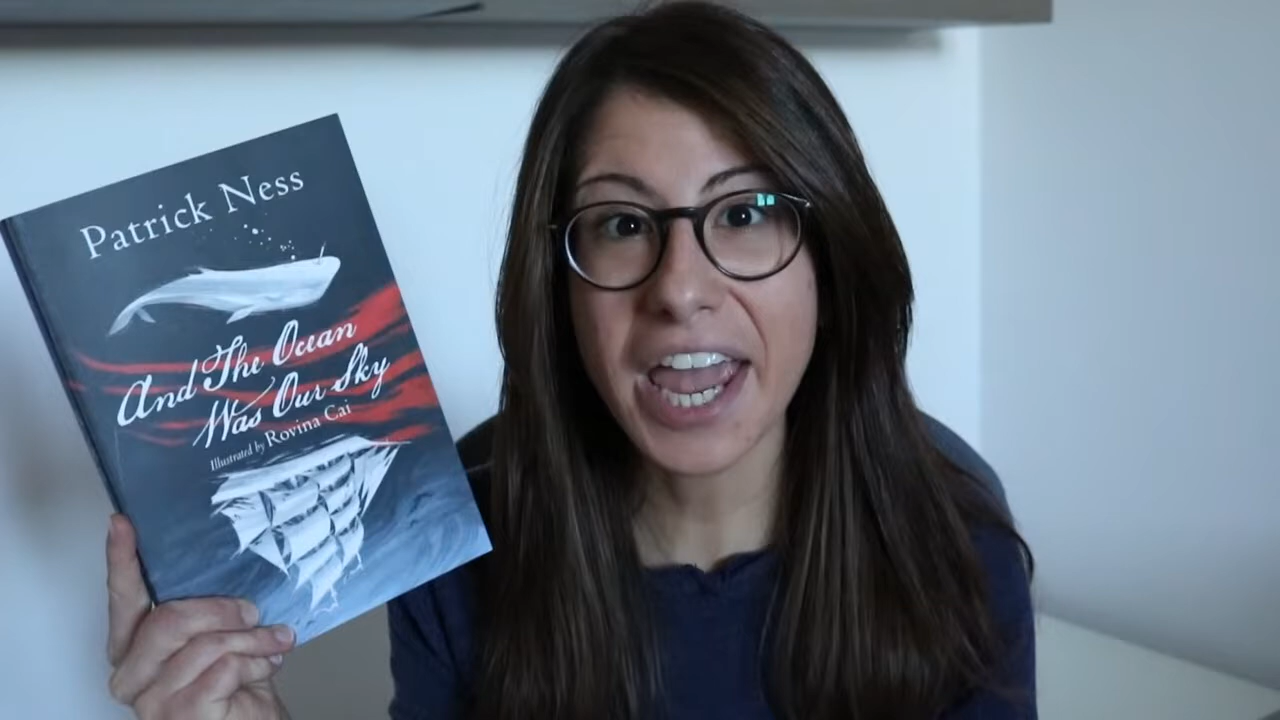 Patrick Ness
And The Ocean
Was Our Sky
Illustrated by Rovina Cai